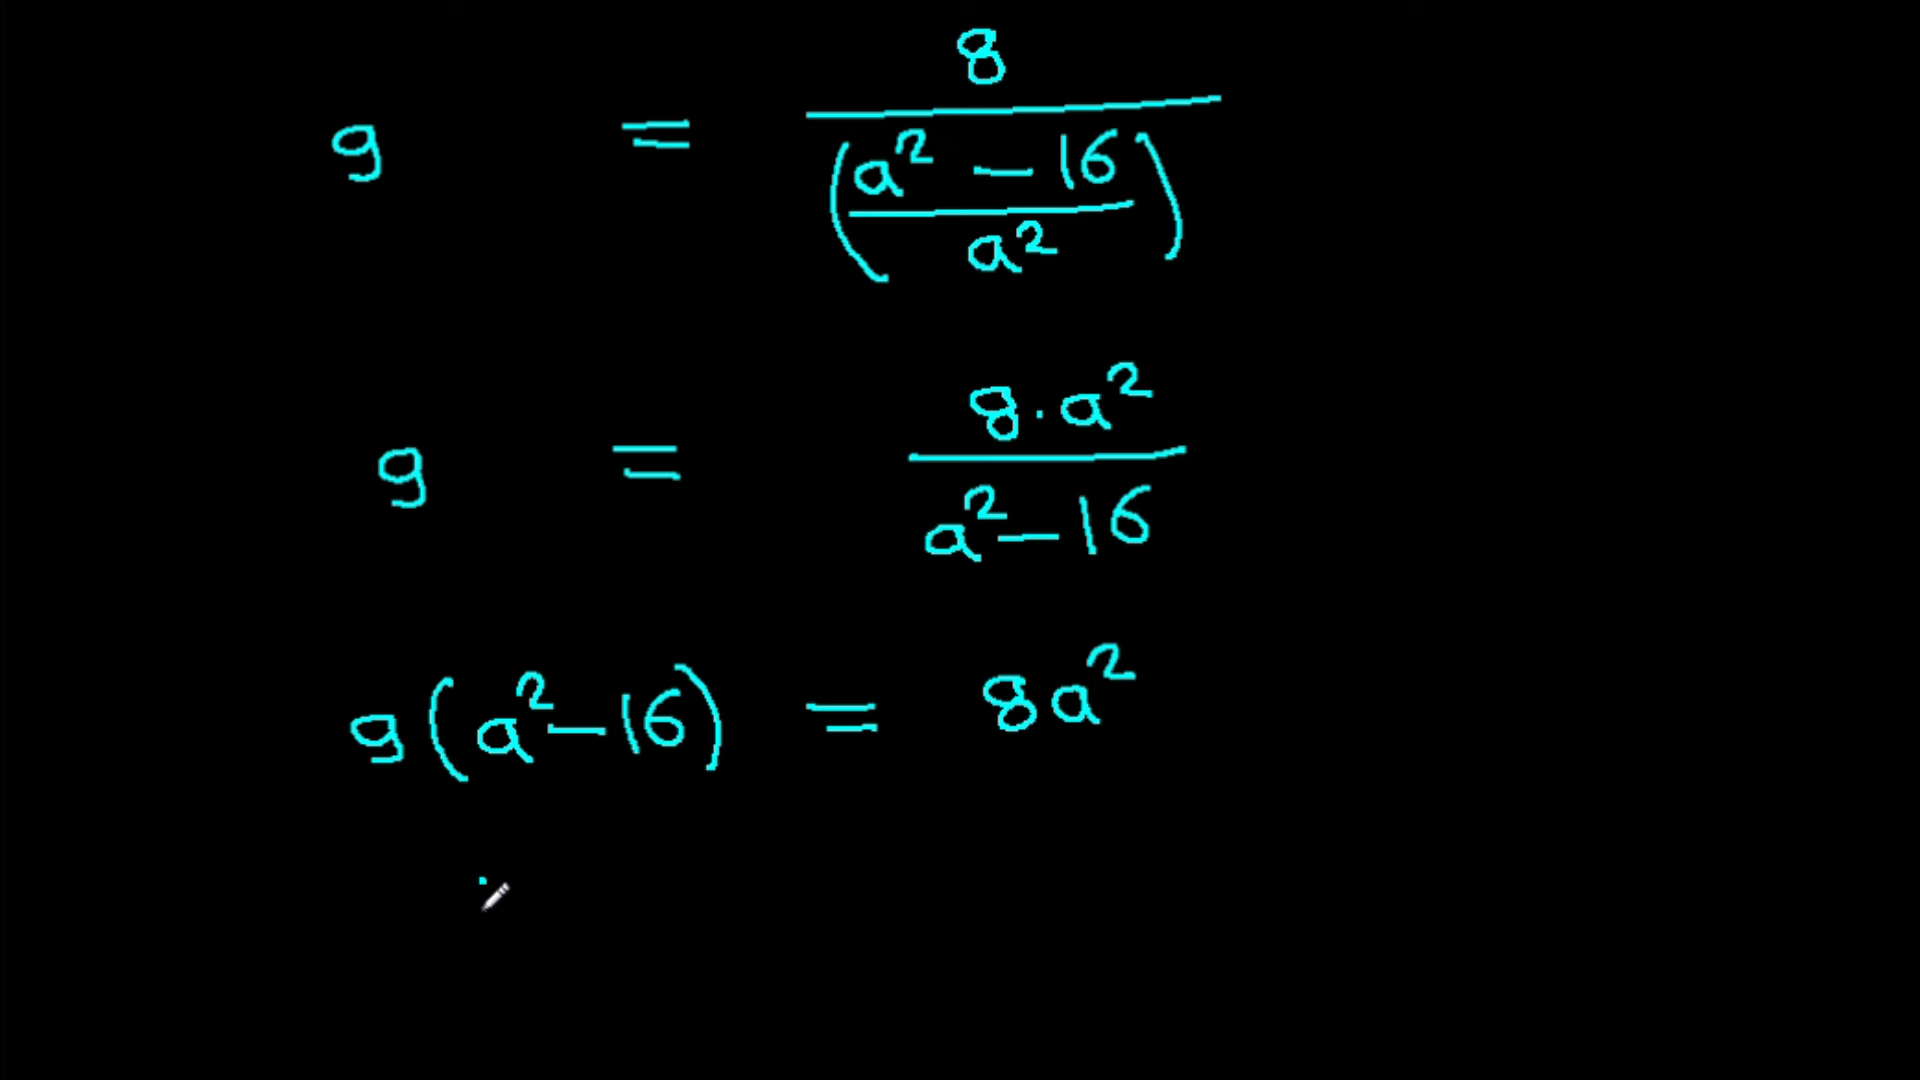 9 = 8 / ((a² − 16) / a²)
9 = 8·a² / (a² − 16)
9(a² − 16) = 8a²